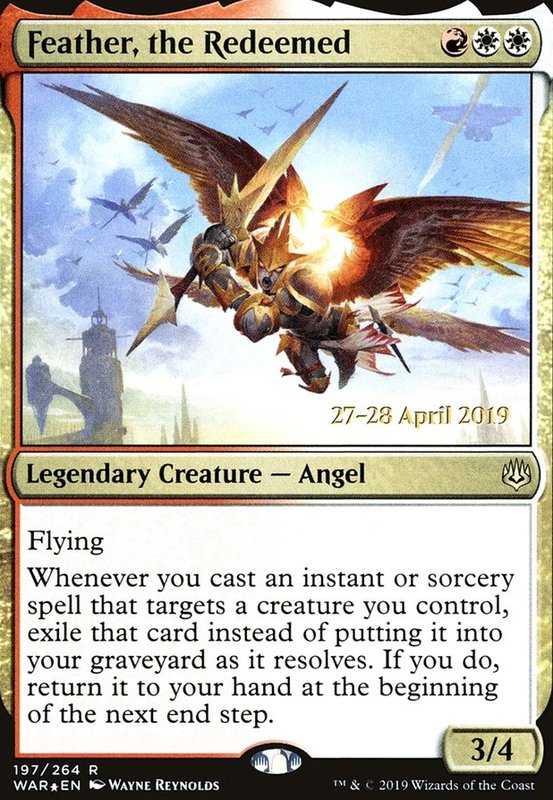 Feather, the Redeemed
27–28 April 2019
Legendary Creature — Angel
Flying
Whenever you cast an instant or sorcery
spell that targets a creature you control,
exile that card instead of putting it into
your graveyard as it resolves. If you do,
return it to your hand at the beginning
of the next end step.
3/4
197/264 R
WAR★EN Wayne Reynolds
™ & © 2019 Wizards of the Coast